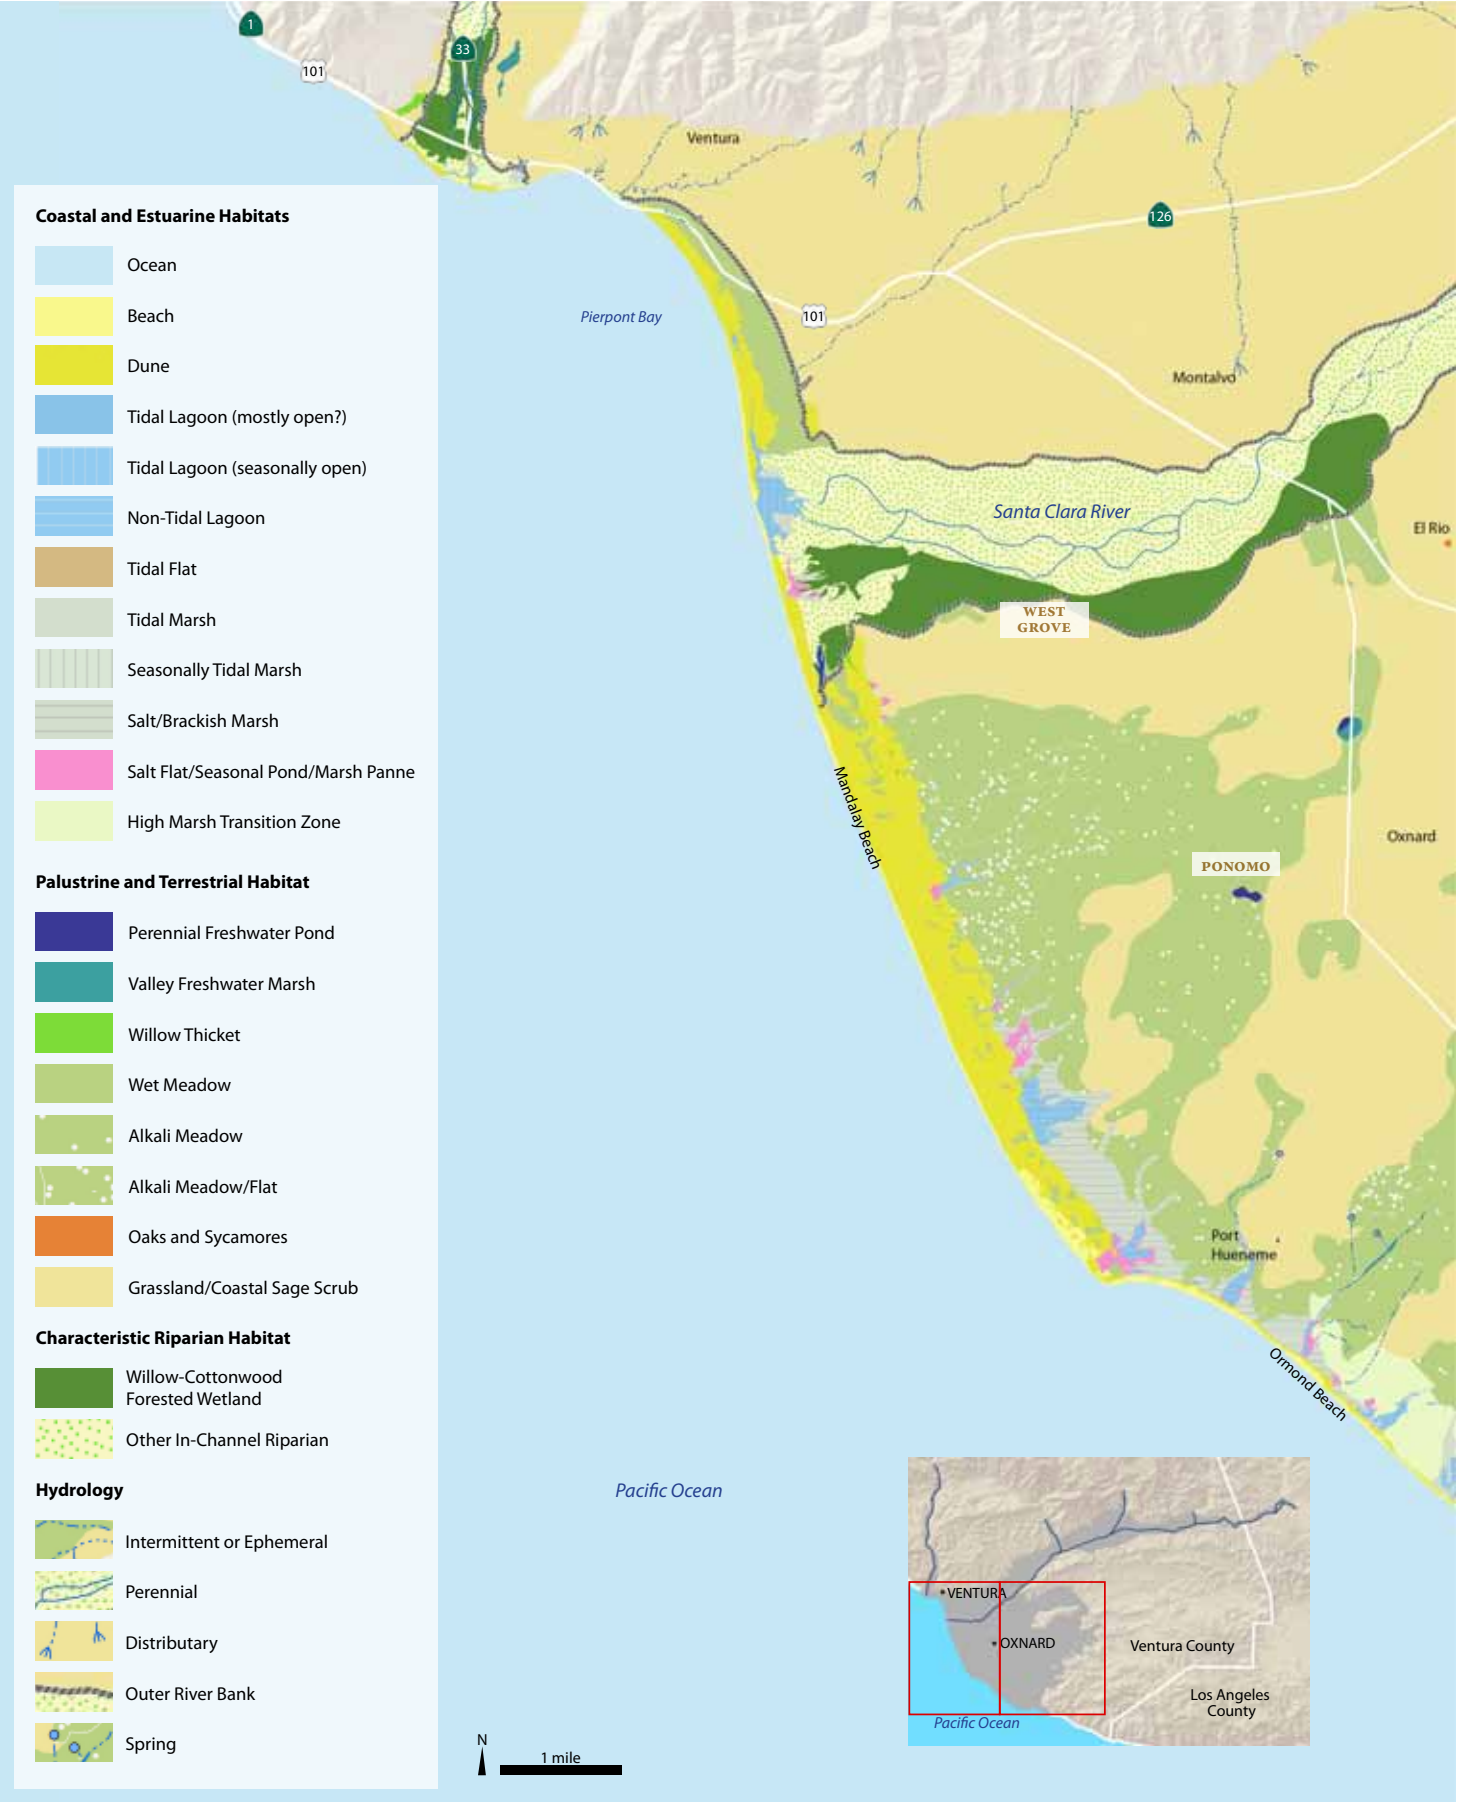 1
33
101
Ventura
126
Coastal and Estuarine Habitats
Ocean
Beach
Dune
Tidal Lagoon (mostly open?)
Tidal Lagoon (seasonally open)
Non-Tidal Lagoon
Tidal Flat
Tidal Marsh
Seasonally Tidal Marsh
Salt/Brackish Marsh
Salt Flat/Seasonal Pond/Marsh Panne
High Marsh Transition Zone
Palustrine and Terrestrial Habitat
Perennial Freshwater Pond
Valley Freshwater Marsh
Willow Thicket
Wet Meadow
Alkali Meadow
Alkali Meadow/Flat
Oaks and Sycamores
Grassland/Coastal Sage Scrub
Characteristic Riparian Habitat
Willow-Cottonwood
Forested Wetland
Other In-Channel Riparian
Hydrology
Intermittent or Ephemeral
Perennial
Distributary
Outer River Bank
Spring
Pierpont Bay
101
Montalvo
Santa Clara River
El Rio
WEST
GROVE
Mandalay Beach
Oxnard
PONOMO
Port
Hueneme
Ormond Beach
Pacific Ocean
VENTURA
OXNARD
Ventura County
Los Angeles
County
Pacific Ocean
N
1 mile